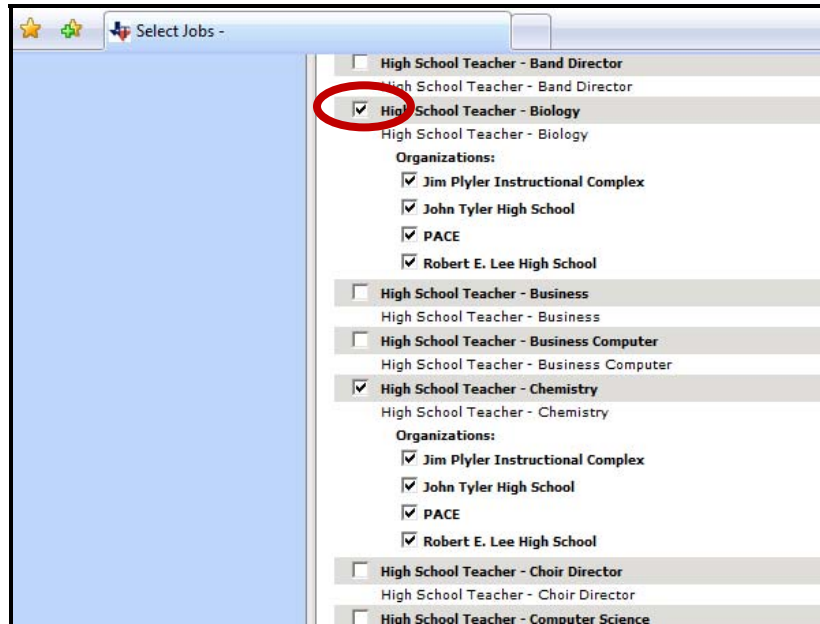 Select Jobs -
High School Teacher - Band Director
High School Teacher - Band Director
High School Teacher - Biology
High School Teacher - Biology
Organizations:
Jim Plyler Instructional Complex
John Tyler High School
PACE
Robert E. Lee High School
High School Teacher - Business
High School Teacher - Business
High School Teacher - Business Computer
High School Teacher - Business Computer
High School Teacher - Chemistry
High School Teacher - Chemistry
Organizations:
Jim Plyler Instructional Complex
John Tyler High School
PACE
Robert E. Lee High School
High School Teacher - Choir Director
High School Teacher - Choir Director
High School Teacher - Computer Science